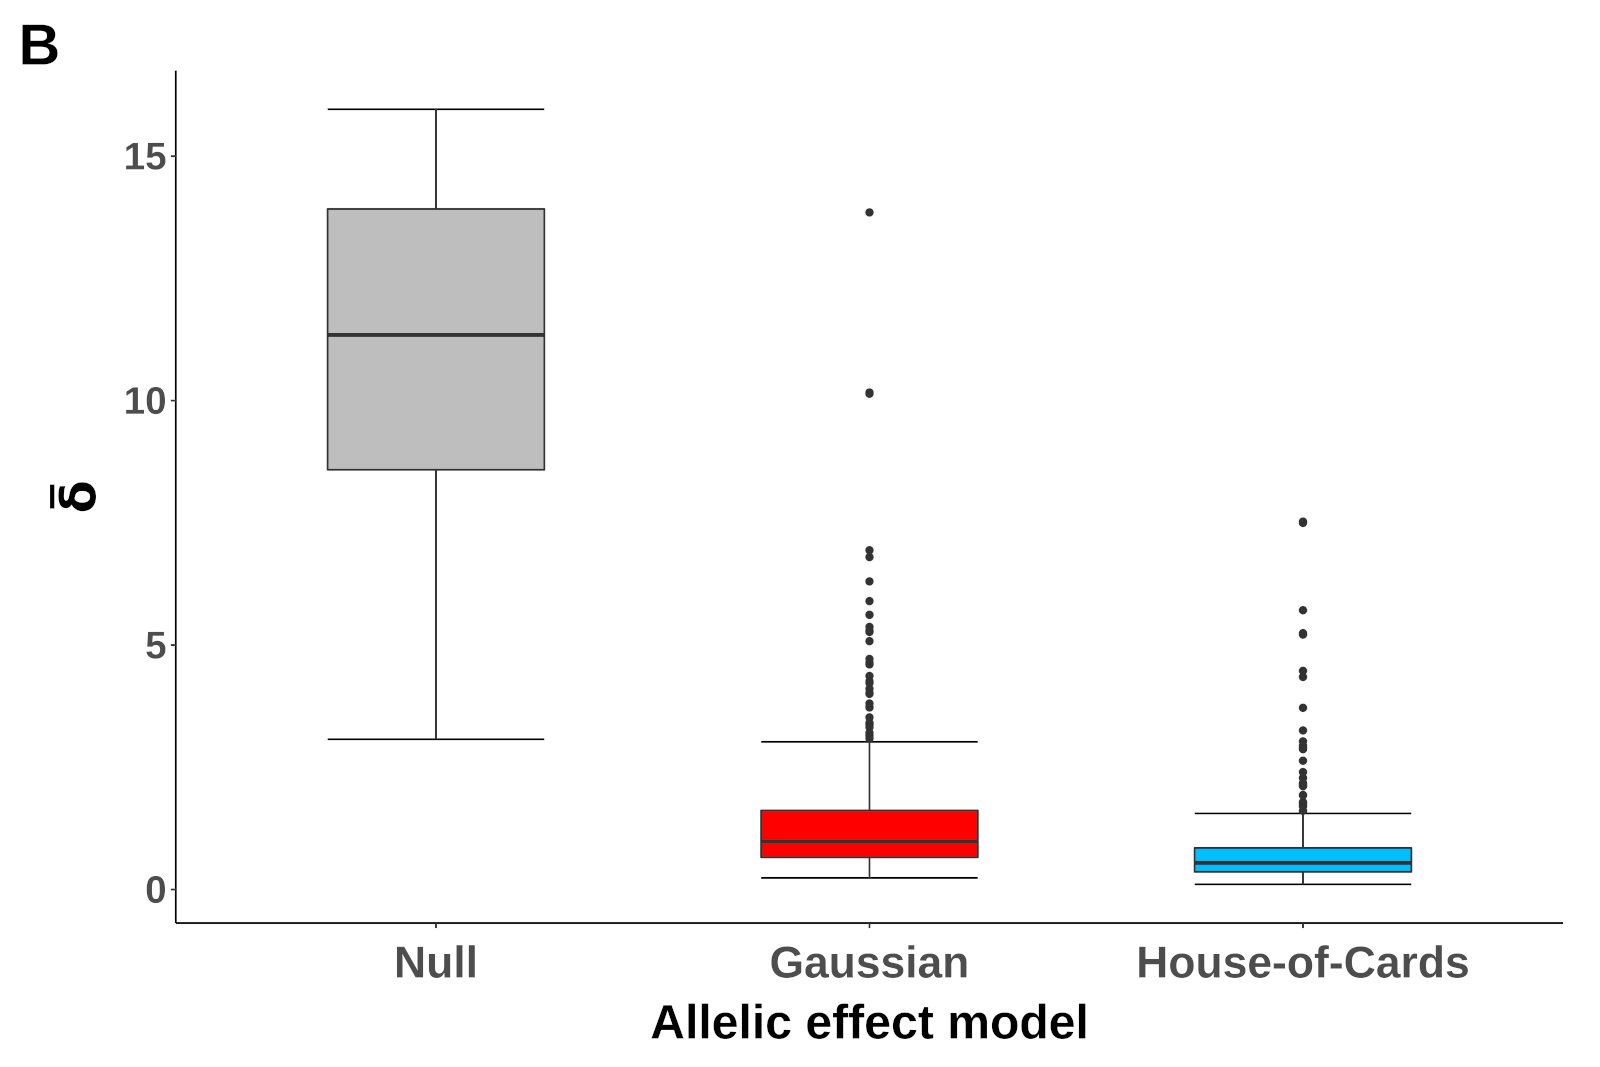 B
15
10
5
0
δ̅
Null Gaussian House-of-Cards
Allelic effect model